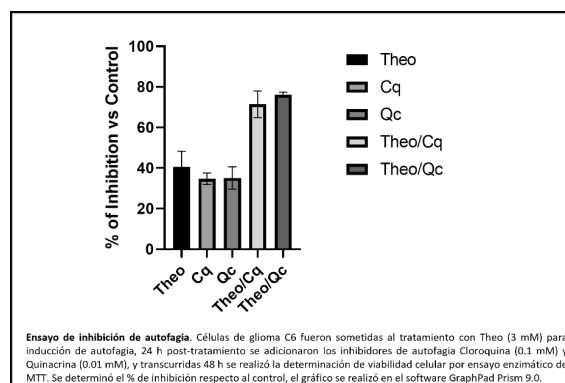 100
80
60
40
20
0
% of Inhibition vs Control
Theo
Cq
Qc
Theo/Cq
Theo/Qc
Theo
Cq
Qc
Theo/Cq
Theo/Qc
Ensayo de inhibición de autofagia. Células de glioma C6 fueron sometidas al tratamiento con Theo (3 mM) para
inducción de autofagia, 24 h post-tratamiento se adicionaron los inhibidores de autofagia Cloroquina (0.1 mM) y
Quinacrina (0.01 mM), y transcurridas 48 h se realizó la determinación de viabilidad celular por ensayo enzimático de
MTT. Se determinó el % de inhibición respecto al control, el gráfico se realizó en el software GraphPad Prism 9.0.